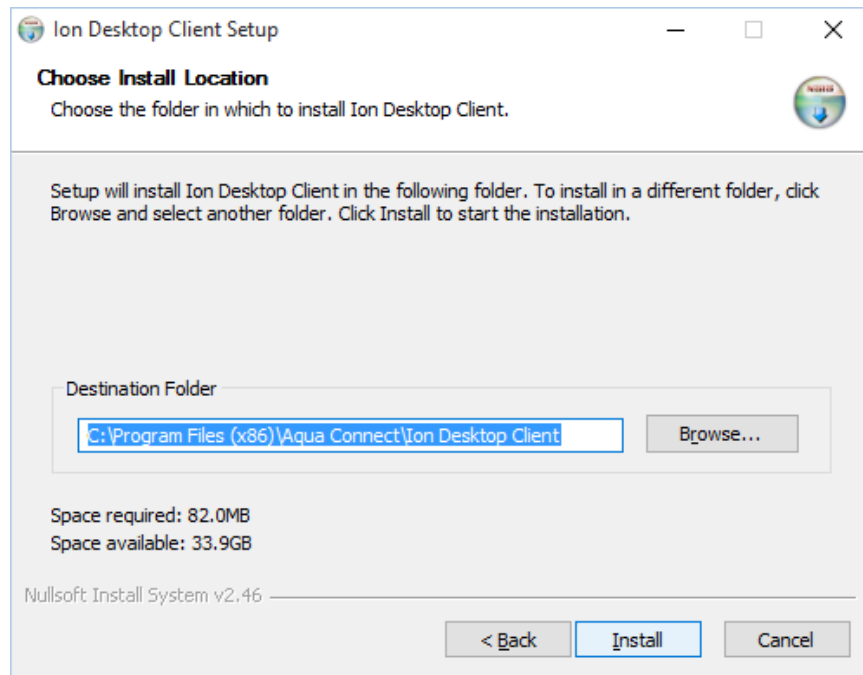 Ion Desktop Client Setup
Choose Install Location
Choose the folder in which to install Ion Desktop Client.
Setup will install Ion Desktop Client in the following folder. To install in a different folder, click
Browse and select another folder. Click Install to start the installation.
Destination Folder
C:\Program Files (x86)\Aqua Connect\Ion Desktop Client
Browse...
Space required: 82.0MB
Space available: 33.9GB
Nullsoft Install System v2.46
< Back
Install
Cancel